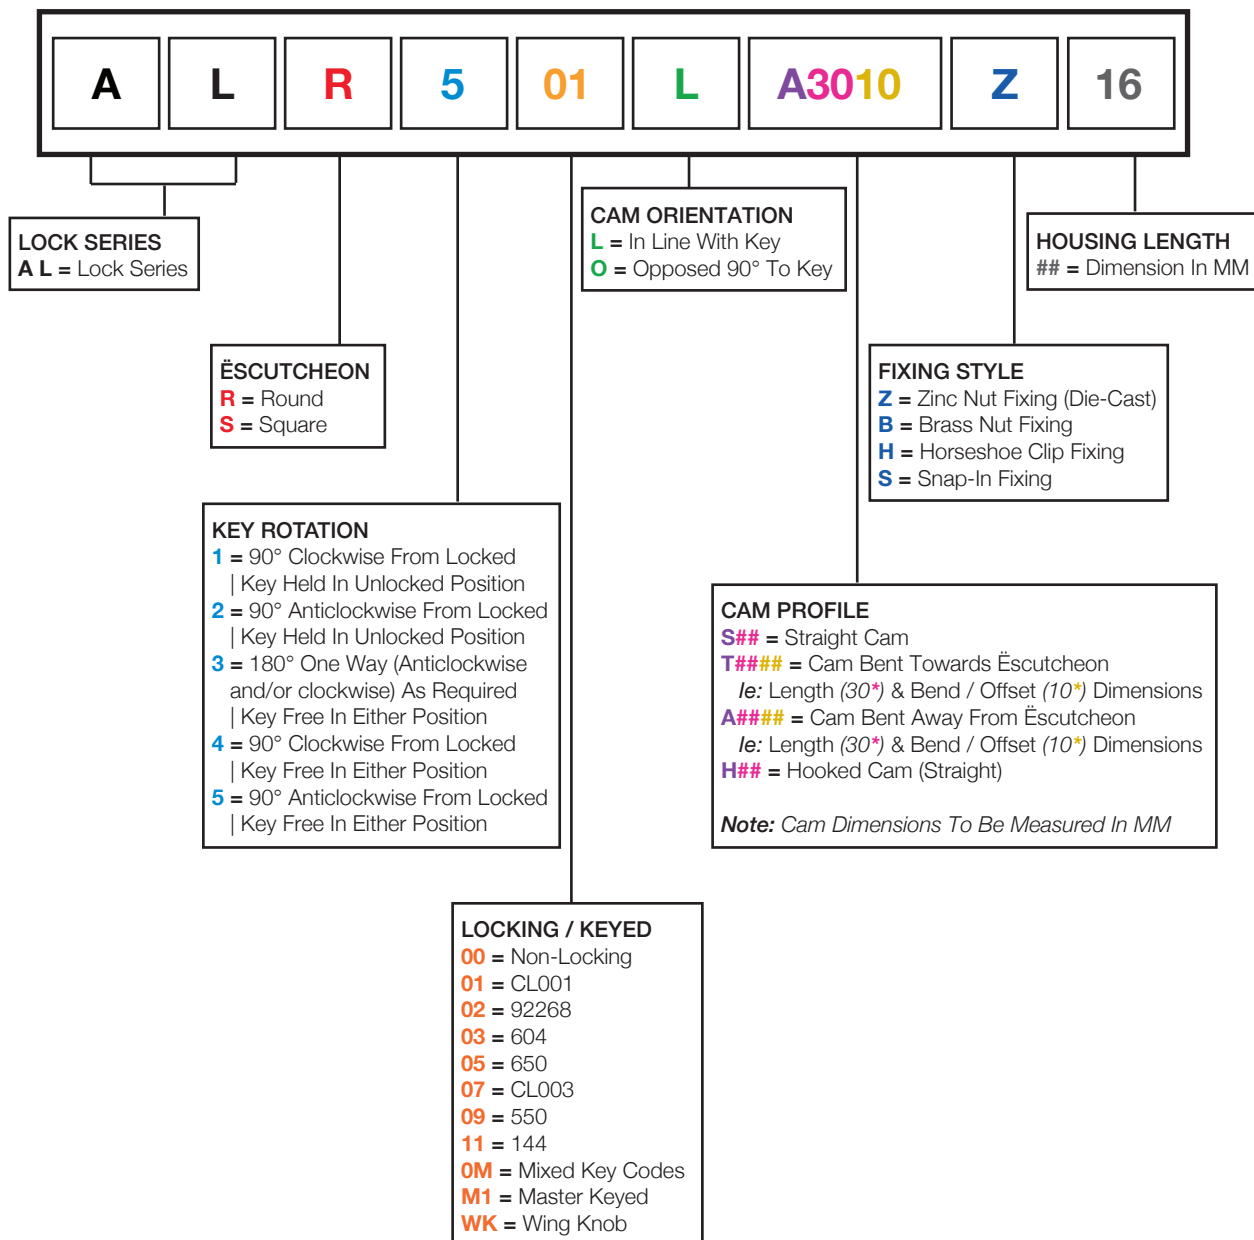 A L R 5 01 L A3010 Z 16
LOCK SERIES
A L = Lock Series
CAM ORIENTATION
L = In Line With Key
O = Opposed 90° To Key
HOUSING LENGTH
## = Dimension In MM
ËSCUTCHEON
R = Round
S = Square
FIXING STYLE
Z = Zinc Nut Fixing (Die-Cast)
B = Brass Nut Fixing
H = Horseshoe Clip Fixing
S = Snap-In Fixing
KEY ROTATION
1 = 90° Clockwise From Locked
| Key Held In Unlocked Position
2 = 90° Anticlockwise From Locked
| Key Held In Unlocked Position
3 = 180° One Way (Anticlockwise
and/or clockwise) As Required
| Key Free In Either Position
4 = 90° Clockwise From Locked
| Key Free In Either Position
5 = 90° Anticlockwise From Locked
| Key Free In Either Position
CAM PROFILE
S## = Straight Cam
T#### = Cam Bent Towards Ëscutcheon
Ie: Length (30*) & Bend / Offset (10*) Dimensions
A#### = Cam Bent Away From Ëscutcheon
Ie: Length (30*) & Bend / Offset (10*) Dimensions
H## = Hooked Cam (Straight)
Note: Cam Dimensions To Be Measured In MM
LOCKING / KEYED
00 = Non-Locking
01 = CL001
02 = 92268
03 = 604
05 = 650
07 = CL003
09 = 550
11 = 144
0M = Mixed Key Codes
M1 = Master Keyed
WK = Wing Knob